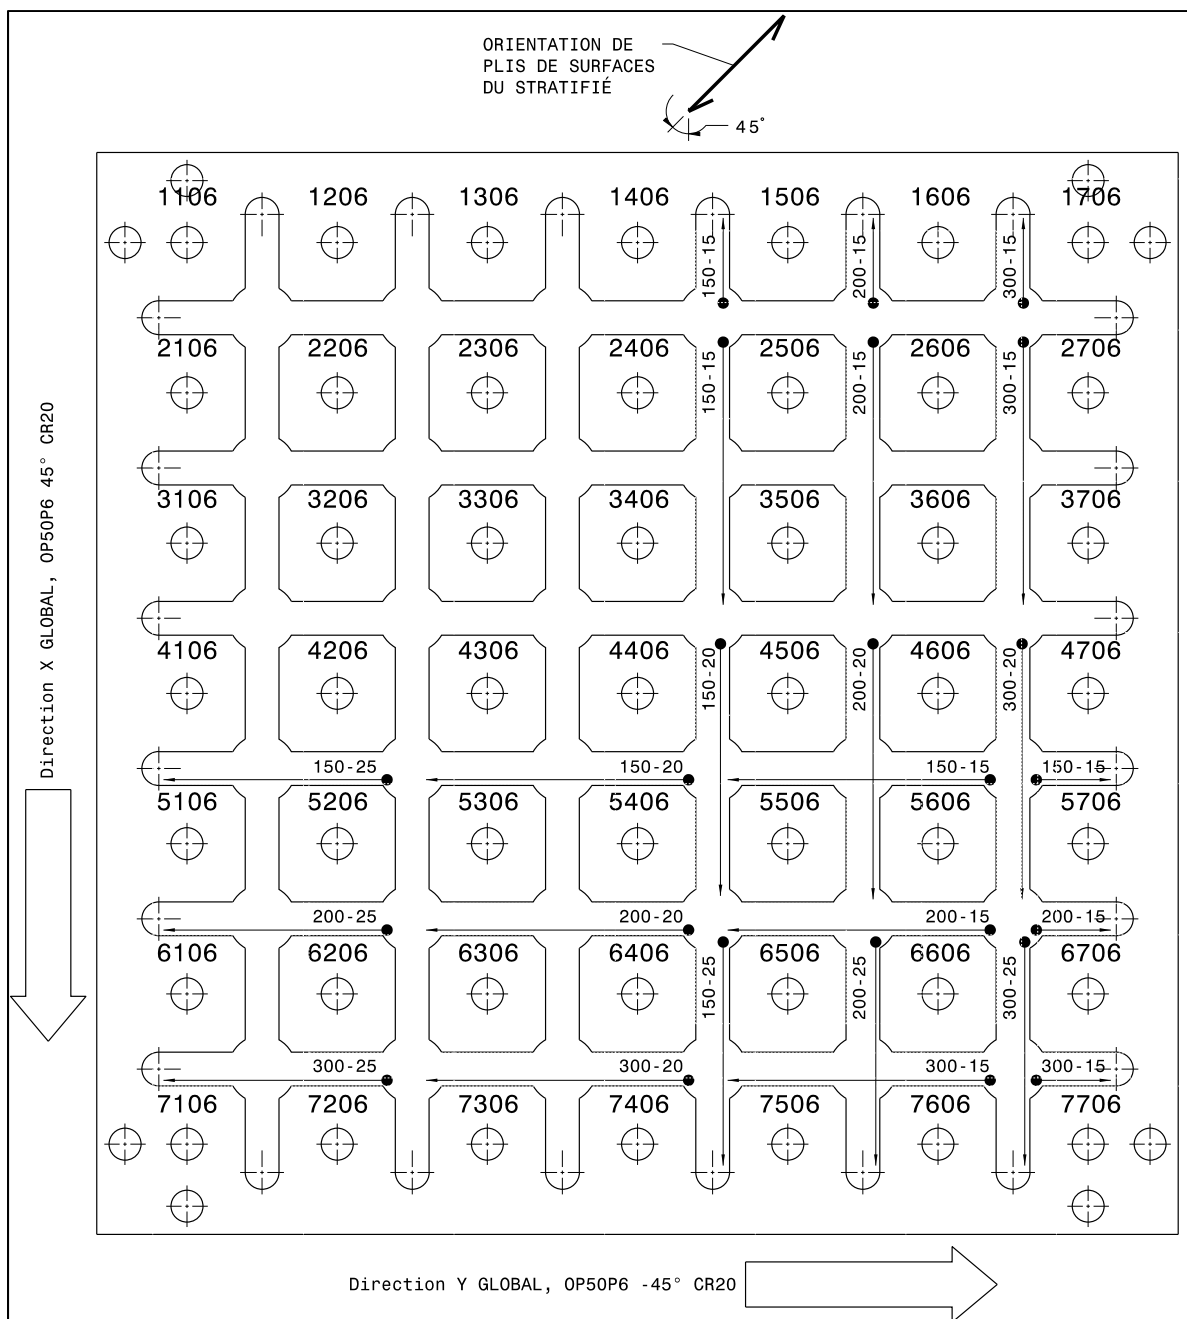 ORIENTATION DE
PLIS DE SURFACES
DU STRATIFIÉ
45°
1106 1206 1306 1406 1506 1606 1706
150-15 200-15 300-15
2106 2206 2306 2406 2506 2606 2706
150-15 200-15 300-15
3106 3206 3306 3406 3506 3606 3706
4106 4206 4306 4406 4506 4606 4706
150-20 200-20 300-20
150-25 150-20 150-15 150-15
5106 5206 5306 5406 5506 5606 5706
200-25 200-20 200-15 200-15
6106 6206 6306 6406 6506 6606 6706
150-25 200-25 300-25
300-25 300-20 300-15 300-15
7106 7206 7306 7406 7506 7606 7706
Direction X GLOBAL, OP50P6 45° CR20
Direction Y GLOBAL, OP50P6 -45° CR20